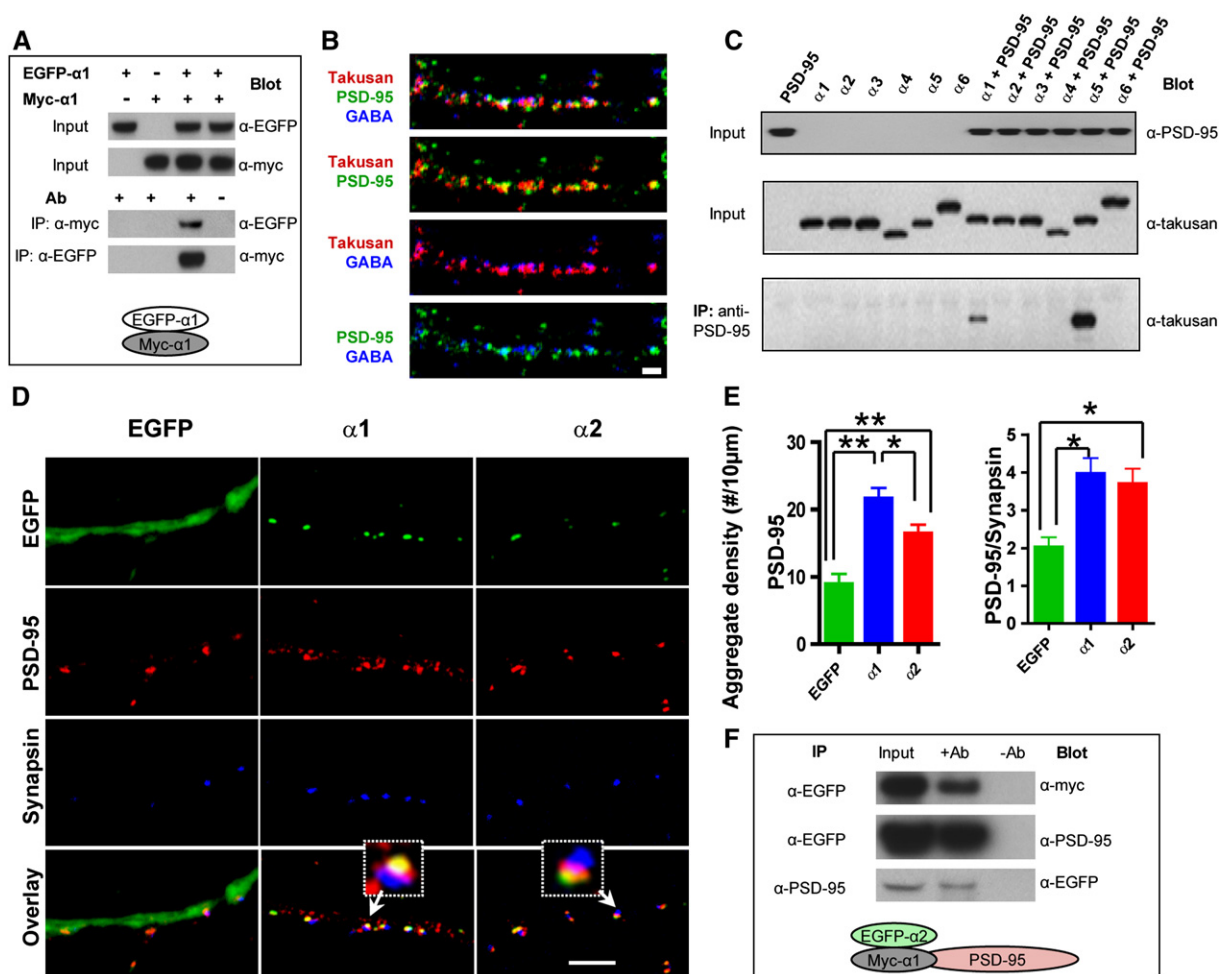 A
EGFP-α1 + - + +
Blot
Myc-α1 - + + +
Input α-EGFP
Input α-myc
Ab + + + -
IP: α-myc α-EGFP
IP: α-EGFP α-myc
EGFP-α1
Myc-α1
B
Takusan
PSD-95
GABA
Takusan
PSD-95
Takusan
GABA
PSD-95
GABA
C
PSD-95 α1 α2 α3 α4 α5 α6 α1 + PSD-95 α2 + PSD-95 α3 + PSD-95 α4 + PSD-95 α5 + PSD-95 α6 + PSD-95 Blot
Input α-PSD-95
Input α-takusan
IP: anti-
PSD-95
α-takusan
D
EGFP α1 α2
EGFP
PSD-95
Synapsin
Overlay
E
Aggregate density (#/10μm)
PSD-95
30
20
10
0
** ** *
EGFP α1 α2
PSD-95/Synapsin
5
4
3
2
1
0
* *
EGFP α1 α2
F
IP Input +Ab -Ab Blot
α-EGFP α-myc
α-EGFP α-PSD-95
α-PSD-95 α-EGFP
EGFP-α2
Myc-α1 PSD-95